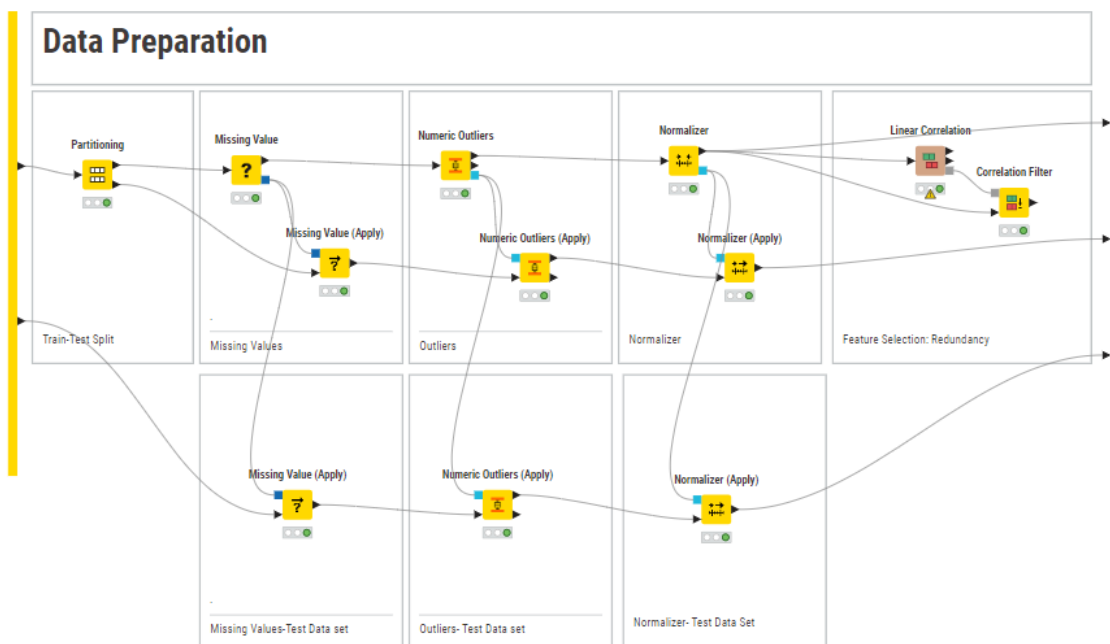 Data Preparation
Partitioning
Train-Test Split
Missing Value
Missing Value (Apply)
Missing Values
Numeric Outliers
Numeric Outliers (Apply)
Outliers
Normalizer
Normalizer (Apply)
Normalizer
Linear Correlation
Correlation Filter
Feature Selection: Redundancy
Missing Value (Apply)
Missing Values-Test Data set
Numeric Outliers (Apply)
Outliers- Test Data set
Normalizer (Apply)
Normalizer- Test Data Set